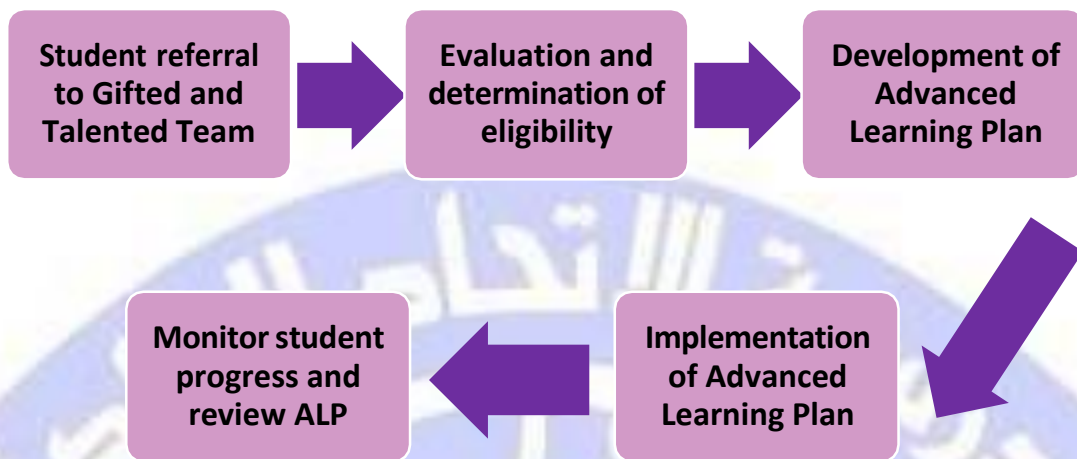 Student referral
to Gifted and
Talented Team
Evaluation and
determination of
eligibility
Development of
Advanced
Learning Plan
Implementation
of Advanced
Learning Plan
Monitor student
progress and
review ALP